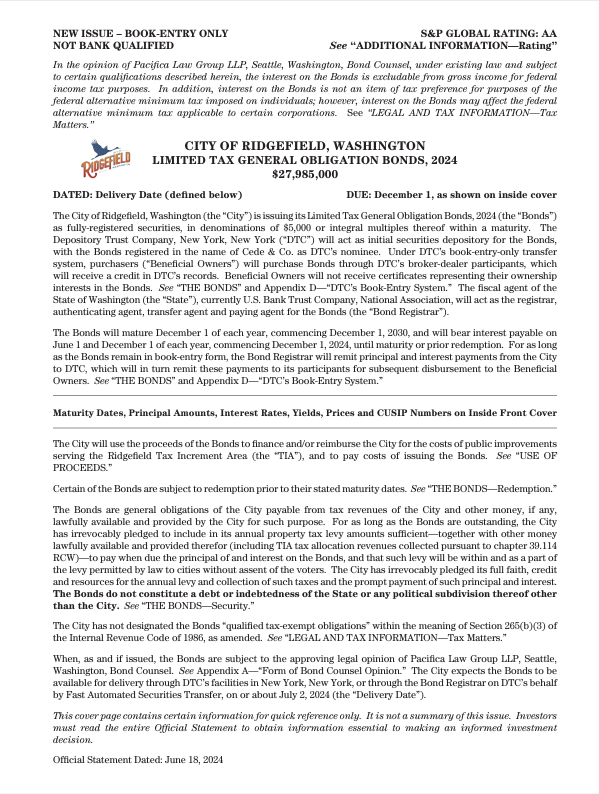 NEW ISSUE – BOOK-ENTRY ONLY
S&P GLOBAL RATING: AA
NOT BANK QUALIFIED
See “ADDITIONAL INFORMATION—Rating”
In the opinion of Pacifica Law Group LLP, Seattle, Washington, Bond Counsel, under existing law and subject
to certain qualifications described herein, the interest on the Bonds is excludable from gross income for federal
income tax purposes. In addition, interest on the Bonds is not an item of tax preference for purposes of the
federal alternative minimum tax imposed on individuals; however, interest on the Bonds may affect the federal
alternative minimum tax applicable to certain corporations. See “LEGAL AND TAX INFORMATION—Tax
Matters.”
RIDGEFIELD
CITY OF RIDGEFIELD, WASHINGTON
LIMITED TAX GENERAL OBLIGATION BONDS, 2024
$27,985,000
DATED: Delivery Date (defined below)
DUE: December 1, as shown on inside cover
The City of Ridgefield, Washington (the “City”) is issuing its Limited Tax General Obligation Bonds, 2024 (the “Bonds”)
as fully-registered securities, in denominations of $5,000 or integral multiples thereof within a maturity. The
Depository Trust Company, New York, New York (“DTC”) will act as initial securities depository for the Bonds,
with the Bonds registered in the name of Cede & Co. as DTC’s nominee. Under DTC’s book-entry-only transfer
system, purchasers (“Beneficial Owners”) will purchase Bonds through DTC’s broker-dealer participants, which
will receive a credit in DTC’s records. Beneficial Owners will not receive certificates representing their ownership
interests in the Bonds. See “THE BONDS” and Appendix D—“DTC’s Book-Entry System.” The fiscal agent of the
State of Washington (the “State”), currently U.S. Bank Trust Company, National Association, will act as the registrar,
authenticating agent, transfer agent and paying agent for the Bonds (the “Bond Registrar”).
The Bonds will mature December 1 of each year, commencing December 1, 2030, and will bear interest payable on
June 1 and December 1 of each year, commencing December 1, 2024, until maturity or prior redemption. For as long
as the Bonds remain in book-entry form, the Bond Registrar will remit principal and interest payments from the City
to DTC, which will in turn remit these payments to its participants for subsequent disbursement to the Beneficial
Owners. See “THE BONDS” and Appendix D—“DTC’s Book-Entry System.”
Maturity Dates, Principal Amounts, Interest Rates, Yields, Prices and CUSIP Numbers on Inside Front Cover
The City will use the proceeds of the Bonds to finance and/or reimburse the City for the costs of public improvements
serving the Ridgefield Tax Increment Area (the “TIA”), and to pay costs of issuing the Bonds. See “USE OF
PROCEEDS.”
Certain of the Bonds are subject to redemption prior to their stated maturity dates. See “THE BONDS—Redemption.”
The Bonds are general obligations of the City payable from tax revenues of the City and other money, if any,
lawfully available and provided by the City for such purpose. For as long as the Bonds are outstanding, the City
has irrevocably pledged to include in its annual property tax levy amounts sufficient—together with other money
lawfully available and provided therefor (including TIA tax allocation revenues collected pursuant to chapter 39.114
RCW)—to pay when due the principal of and interest on the Bonds, and that such levy will be within and as a part of
the levy permitted by law to cities without assent of the voters. The City has irrevocably pledged its full faith, credit
and resources for the annual levy and collection of such taxes and the prompt payment of such principal and interest.
The Bonds do not constitute a debt or indebtedness of the State or any political subdivision thereof other
than the City. See “THE BONDS—Security.”
The City has not designated the Bonds “qualified tax-exempt obligations” within the meaning of Section 265(b)(3) of
the Internal Revenue Code of 1986, as amended. See “LEGAL AND TAX INFORMATION—Tax Matters.”
When, as and if issued, the Bonds are subject to the approving legal opinion of Pacifica Law Group LLP, Seattle,
Washington, Bond Counsel. See Appendix A—“Form of Bond Counsel Opinion.” The City expects the Bonds to be
available for delivery through DTC’s facilities in New York, New York, or through the Bond Registrar on DTC’s behalf
by Fast Automated Securities Transfer, on or about July 2, 2024 (the “Delivery Date”).
This cover page contains certain information for quick reference only. It is not a summary of this issue. Investors
must read the entire Official Statement to obtain information essential to making an informed investment
decision.
Official Statement Dated: June 18, 2024